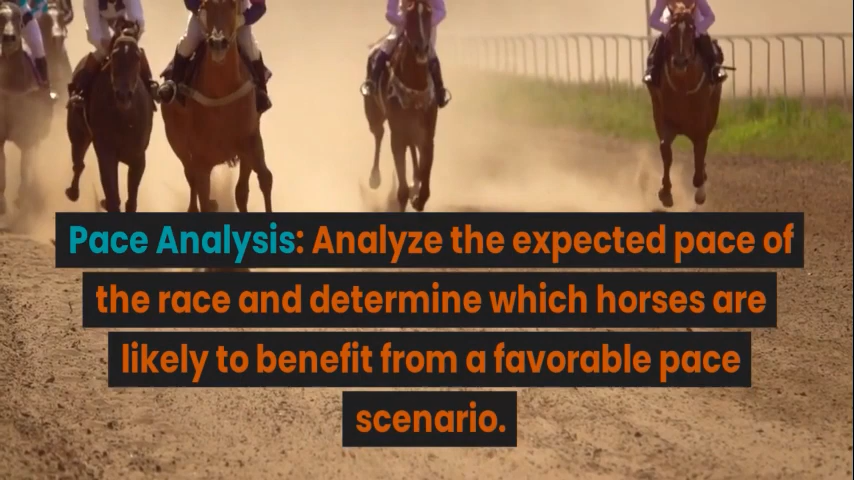 Pace Analysis: Analyze the expected pace of
the race and determine which horses are
likely to benefit from a favorable pace
scenario.